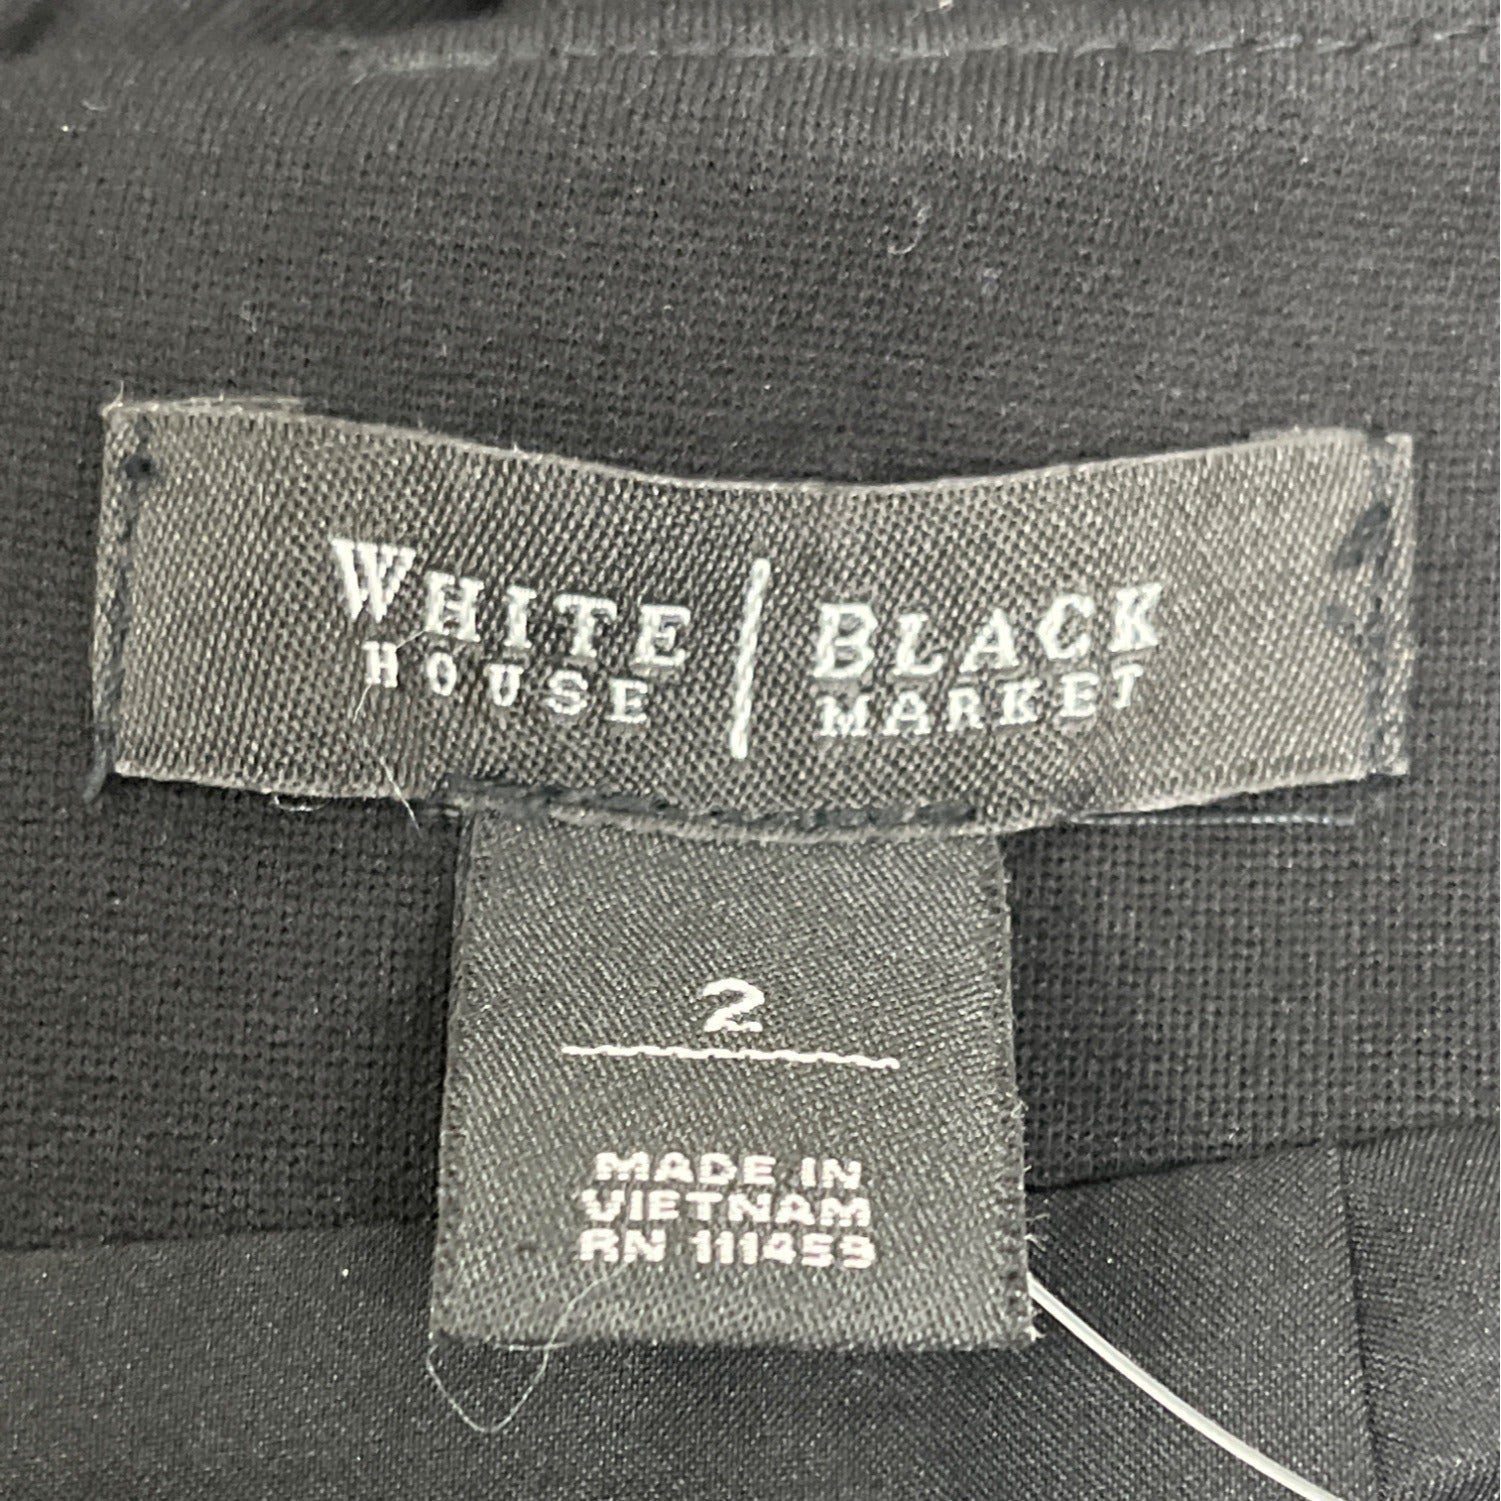 WHITE | BLACK
HOUSE | MARKET
2
MADE IN
VIETNAM
RN 111459